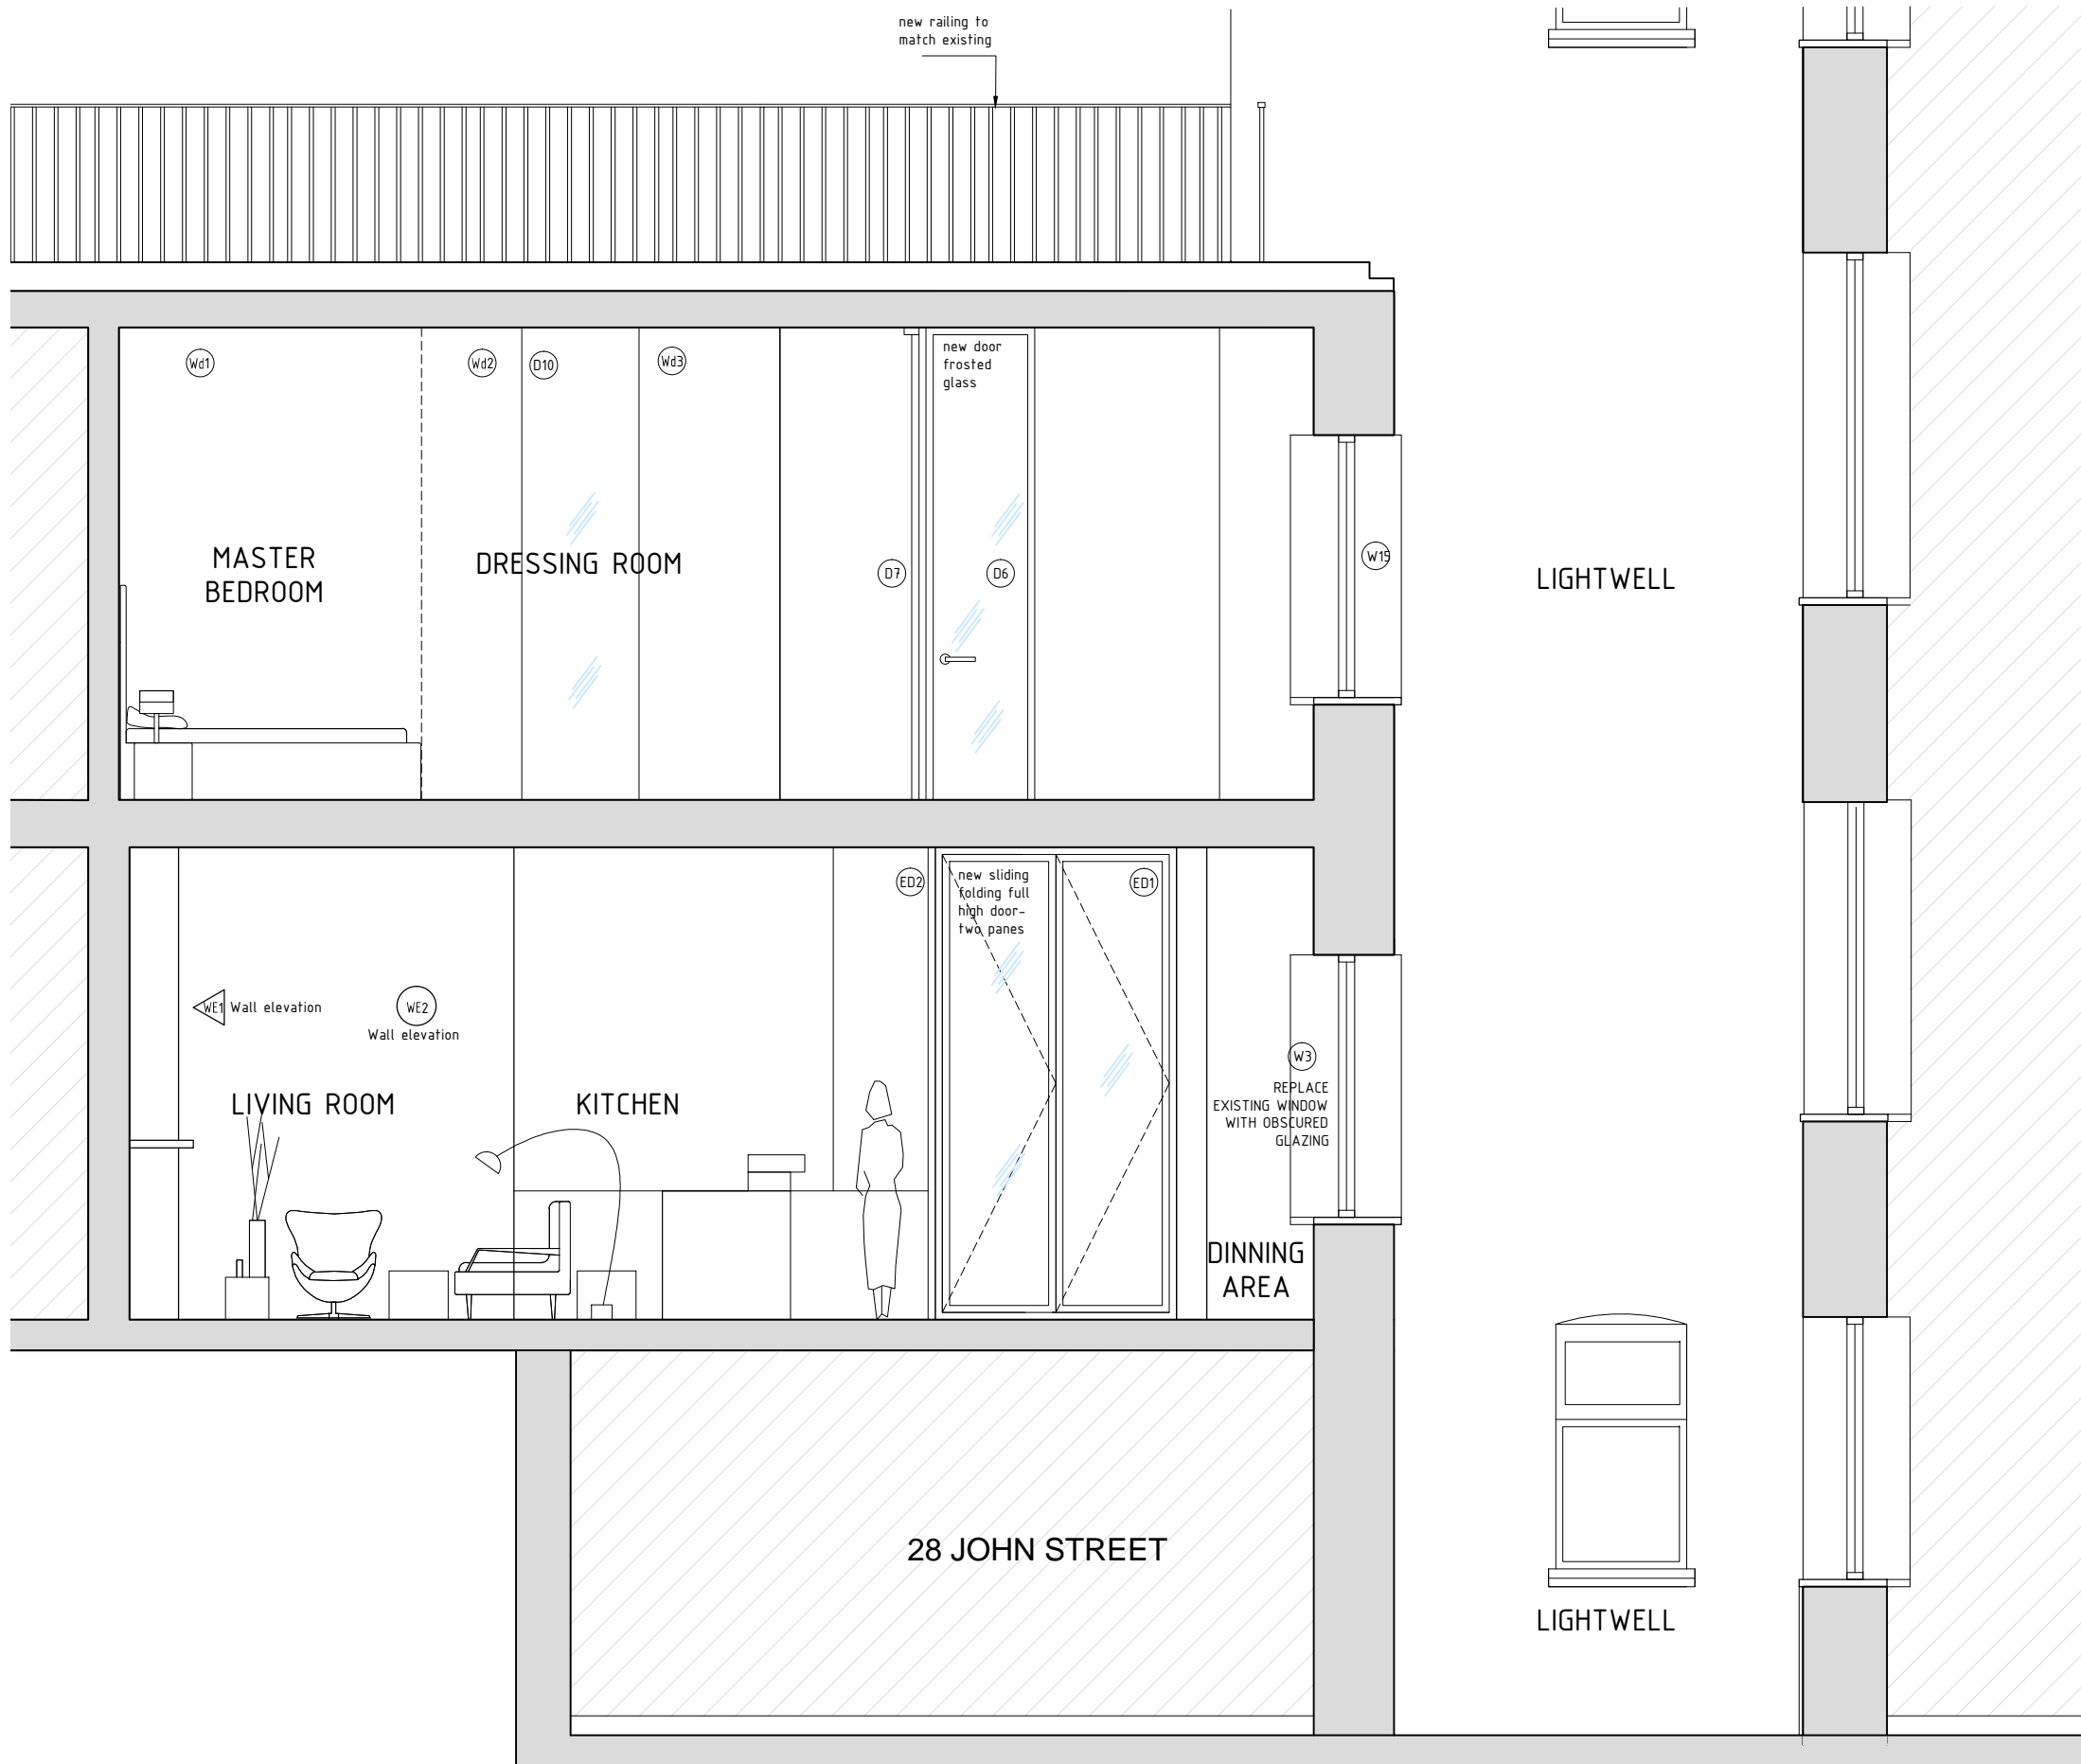 new railing to
match existing
Wd1
Wd2
D10
Wd3
new door
frosted
glass
MASTER
BEDROOM
DRESSING ROOM
D7
D6
W15
LIGHTWELL
ED2
new sliding
folding full
high door-
two panes
ED1
WE1 Wall elevation
WE2
Wall elevation
W3
REPLACE
EXISTING WINDOW
WITH OBSCURED
GLAZING
LIVING ROOM
KITCHEN
DINNING
AREA
28 JOHN STREET
LIGHTWELL